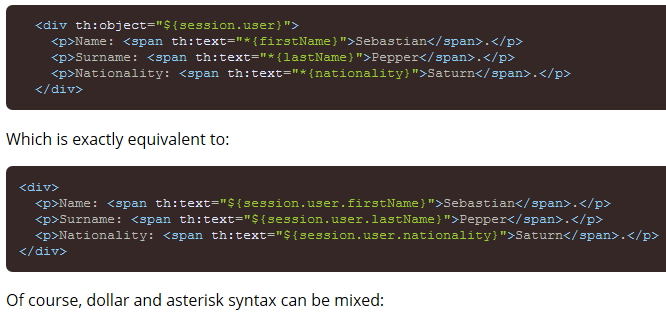 <div th:object="${session.user}">
<p>Name: <span th:text="*{firstName}">Sebastian</span>.</p>
<p>Surname: <span th:text="*{lastName}">Pepper</span>.</p>
<p>Nationality: <span th:text="*{nationality}">Saturn</span>.</p>
</div>
Which is exactly equivalent to:
<div>
<p>Name: <span th:text="${session.user.firstName}">Sebastian</span>.</p>
<p>Surname: <span th:text="${session.user.lastName}">Pepper</span>.</p>
<p>Nationality: <span th:text="${session.user.nationality}">Saturn</span>.</p>
</div>
Of course, dollar and asterisk syntax can be mixed: